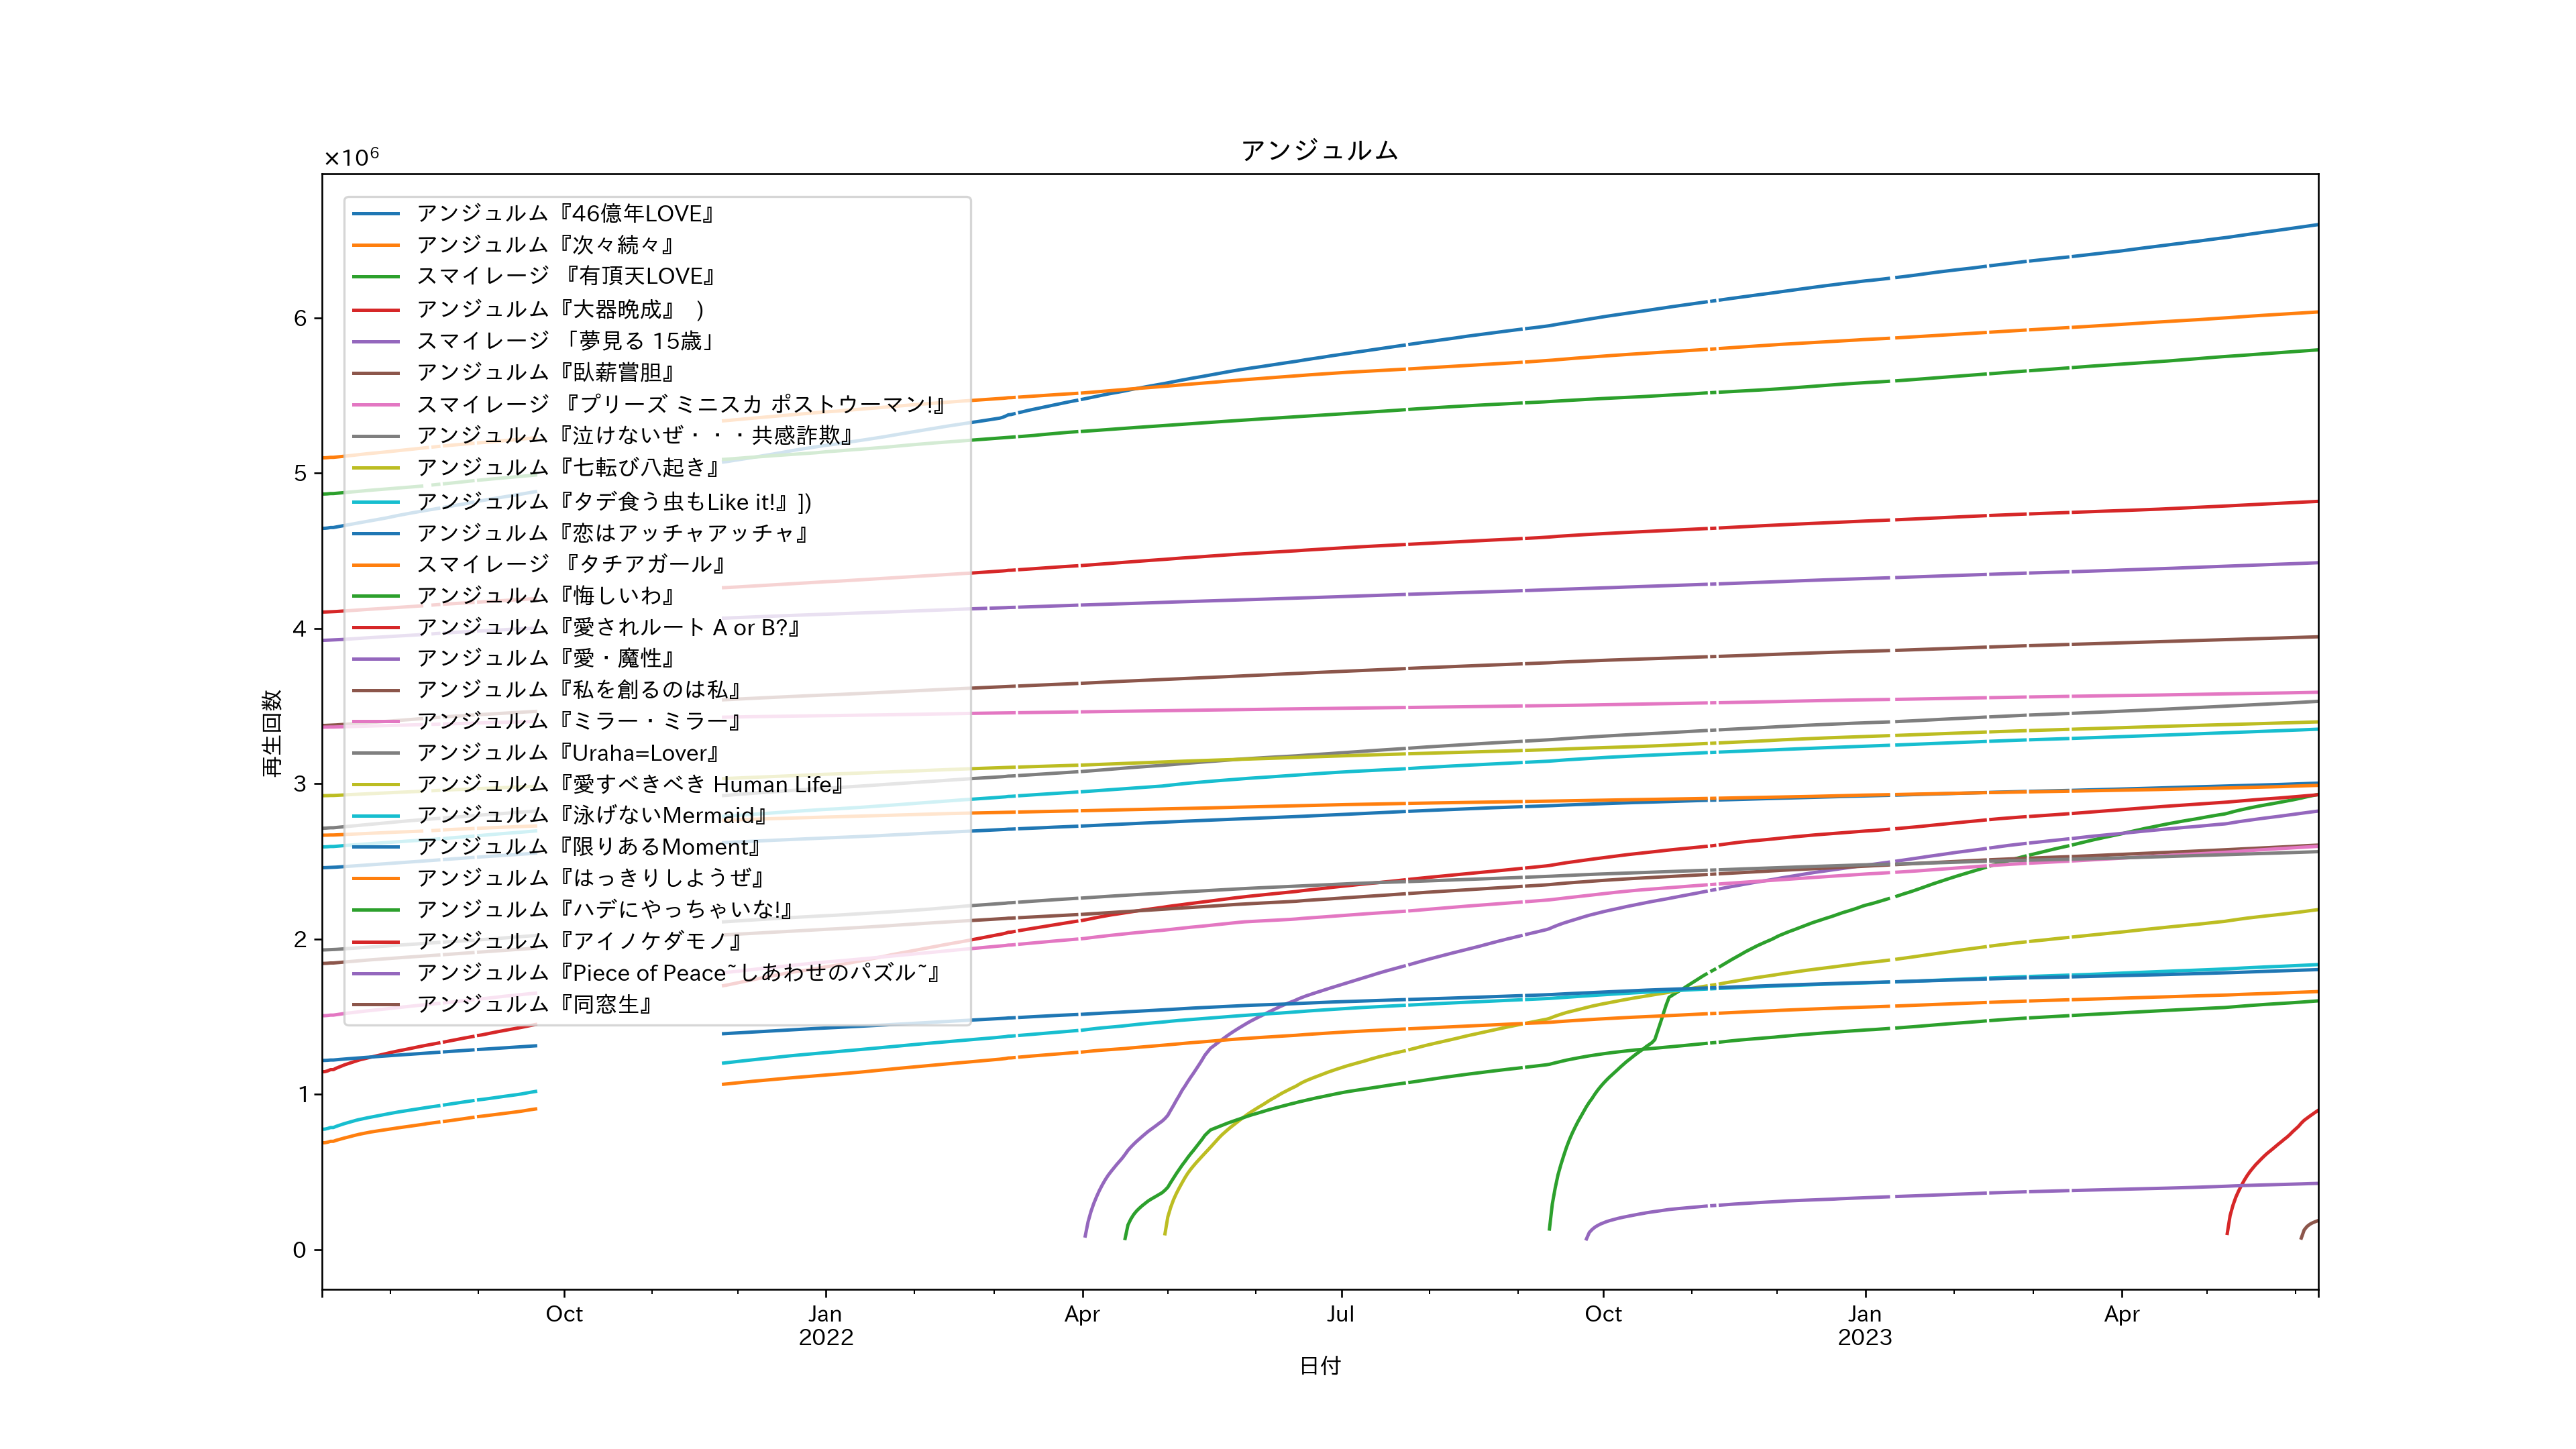 アンジュルム
×10⁶
アンジュルム『46億年LOVE』
アンジュルム『次々続々』
スマイレージ 『有頂天LOVE』
アンジュルム『大器晩成』 )
スマイレージ 「夢見る 15歳」
アンジュルム『臥薪嘗胆』
スマイレージ 『プリーズ ミニスカ ポストウーマン!』
アンジュルム『泣けないぜ・・・共感詐欺』
アンジュルム『七転び八起き』
アンジュルム『タデ食う虫もLike it!』])
アンジュルム『恋はアッチャアッチャ』
スマイレージ 『タチアガール』
アンジュルム『悔しいわ』
アンジュルム『愛されルート A or B?』
アンジュルム『愛・魔性』
アンジュルム『私を創るのは私』
アンジュルム『ミラー・ミラー』
アンジュルム『Uraha=Lover』
アンジュルム『愛すべきべき Human Life』
アンジュルム『泳げないMermaid』
アンジュルム『限りあるMoment』
アンジュルム『はっきりしようぜ』
アンジュルム『ハデにやっちゃいな!』
アンジュルム『アイノケダモノ』
アンジュルム『Piece of Peace~しあわせのパズル~』
アンジュルム『同窓生』
再生回数
6
5
4
3
2
1
0
Oct
Jan
2022
Apr
Jul
Oct
Jan
2023
Apr
日付